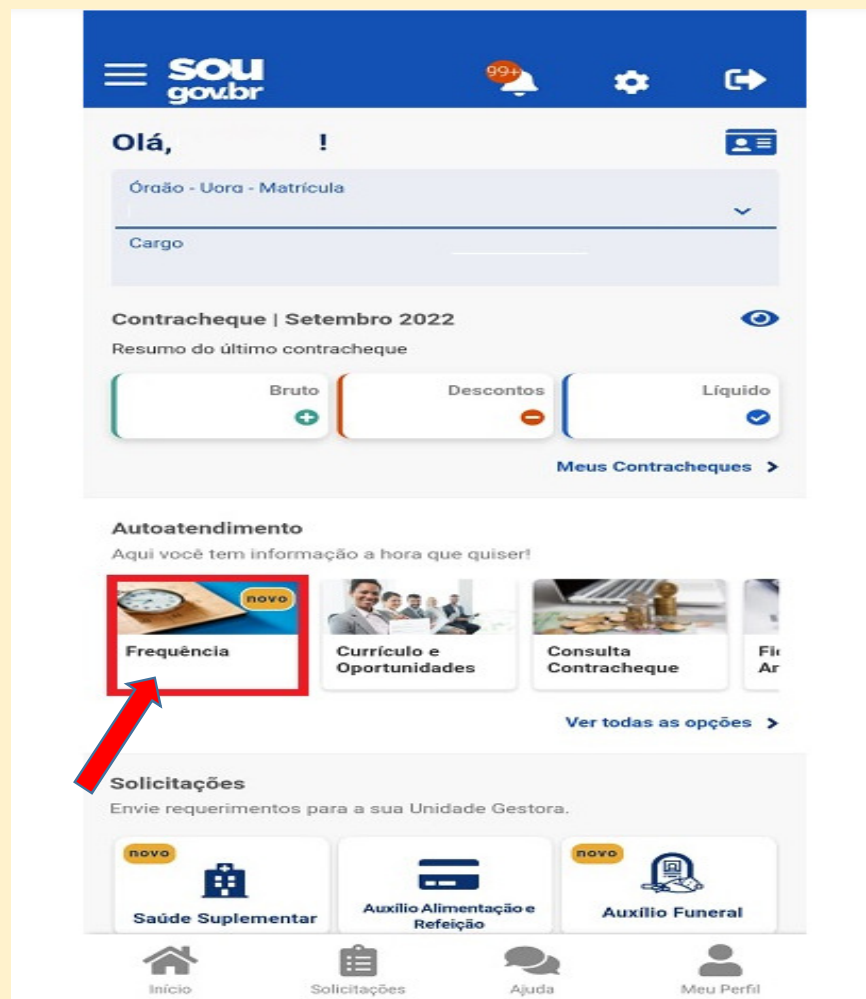 sou
gov.br
99+
Olá, !
Órgão - Uorg - Matrícula
Cargo
Contracheque | Setembro 2022
Resumo do último contracheque
Bruto
Descontos
Líquido
Meus Contracheques >
Autoatendimento
Aqui você tem informação a hora que quiser!
novo
Frequência
Currículo e
Oportunidades
Consulta
Contracheque
Ver todas as opções >
Solicitações
Envie requerimentos para a sua Unidade Gestora.
novo
Saúde Suplementar
Auxílio Alimentação e
Refeição
novo
Auxílio Funeral
Início
Solicitações
Ajuda
Meu Perfil